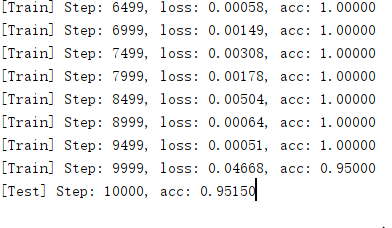 [Train] Step: 6499, loss: 0.00058, acc: 1.00000
[Train] Step: 6999, loss: 0.00149, acc: 1.00000
[Train] Step: 7499, loss: 0.00308, acc: 1.00000
[Train] Step: 7999, loss: 0.00178, acc: 1.00000
[Train] Step: 8499, loss: 0.00504, acc: 1.00000
[Train] Step: 8999, loss: 0.00064, acc: 1.00000
[Train] Step: 9499, loss: 0.00051, acc: 1.00000
[Train] Step: 9999, loss: 0.04668, acc: 0.95000
[Test] Step: 10000, acc: 0.95150